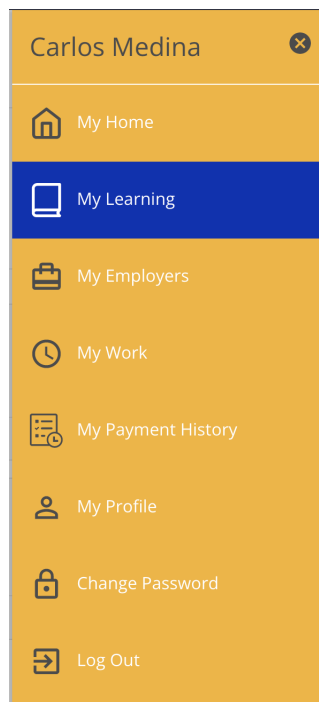 Carlos Medina
My Home
My Learning
My Employers
My Work
My Payment History
My Profile
Change Password
Log Out